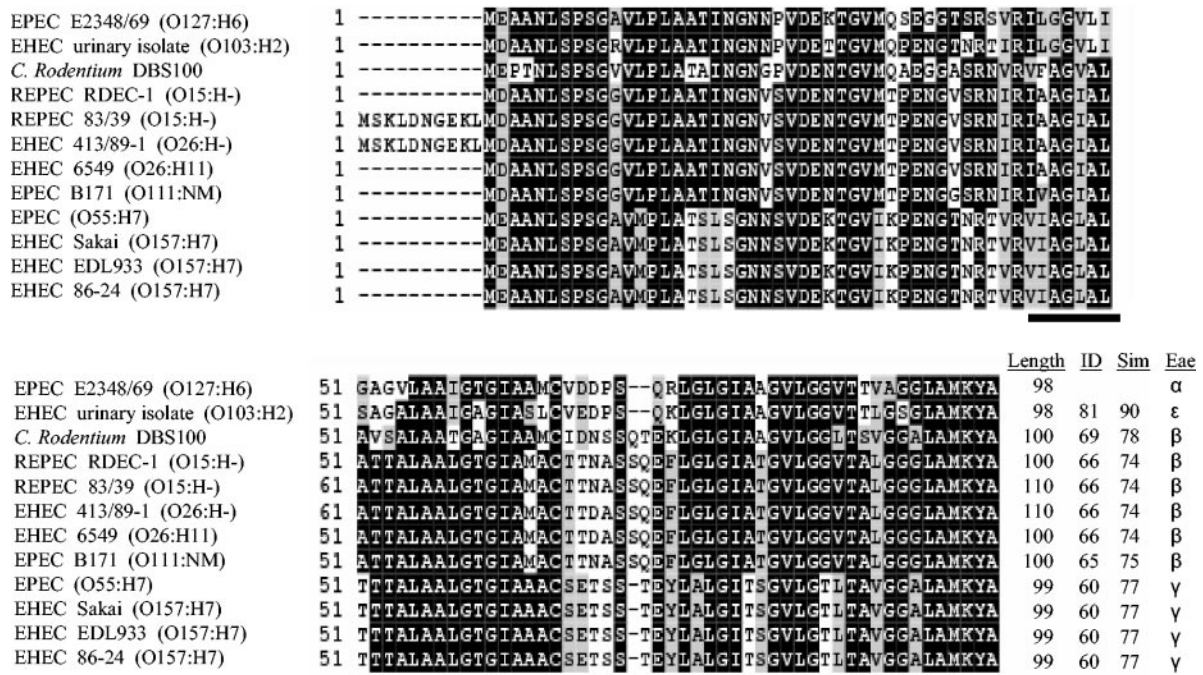 EPEC E2348/69 (O127:H6) 1 ----------MEAANLSPSGAVLPLAATINGNNPVDEKTGVMQSEGGTSRSVRILGGVLI
EHEC urinary isolate (O103:H2) 1 ----------MDAANLSPSGRVLPLAATINGNNPVDETTGVMQPENGTNRTIRILGGVLI
C. Rodentium DBS100 1 ----------MEPTNLSPSGVVLPLATAINGNGPVDENTGVMQAEGGASRNVRVFAGVAL
REPEC RDEC-1 (O15:H-) 1 ----------MDAANLSPSGGVLPLAATINGNVSVDENTGVMTPENGVSRNIRIAAGIAL
REPEC 83/39 (O15:H-) 1 MSKLDNGEKLMDAANLSPSGGVLPLAATINGNVSVDENTGVMTPENGVSRNIRIAAGIAL
EHEC 413/89-1 (O26:H-) 1 MSKLDNGEKLMDAANLSPSGGVLPLAATINGNVSVDENTGVMTPENGVSRNIRIAAGIAL
EHEC 6549 (O26:H11) 1 ----------MDAANLSPSGGVLPLAATINGNVSVDENTGVMTPENGVSRNIRIAAGIAL
EPEC B171 (O111:NM) 1 ----------MDAANLSPSGGVLPLAATINGNVSVDENTGVMTPENGGSRNIRIVAGIAL
EPEC (O55:H7) 1 ----------MEAANLSPSGAVMPLATSLSGNNSVDEKTGVIKPENGTNRTVRVIAGLAL
EHEC Sakai (O157:H7) 1 ----------MEAANLSPSGAVMPLATSLSGNNSVDEKTGVIKPENGTNRTVRVIAGLAL
EHEC EDL933 (O157:H7) 1 ----------MEAANLSPSGAVMPLATSLSGNNSVDEKTGVIKPENGTNRTVRVIAGLAL
EHEC 86-24 (O157:H7) 1 ----------MEAANLSPSGAVMPLATSLSGNNSVDEKTGVIKPENGTNRTVRVIAGLAL
Length ID Sim Eae
EPEC E2348/69 (O127:H6) 51 GAGVLAAIGTGIAAMCVDDPS--QRLGLGIAAGVLGGVTTVAGGLAMKYA 98 α
EHEC urinary isolate (O103:H2) 51 SAGALAAIGAGIASLCVEDPS--QKLGLGIAAGVLGGVTTLGSGLAMKYA 98 81 90 ε
C. Rodentium DBS100 51 AVSALAATGAGIAAMCIDNSSQTEKLGLGIAAGVLGGLTSVGGALAMKYA 100 69 78 β
REPEC RDEC-1 (O15:H-) 51 ATTALAALGTGIAMACTTNASSQEFLGLGIATGVLGGVTALGGGLAMKYA 100 66 74 β
REPEC 83/39 (O15:H-) 61 ATTALAALGTGIAMACTTNASSQEFLGLGIATGVLGGVTALGGGLAMKYA 110 66 74 β
EHEC 413/89-1 (O26:H-) 61 ATTALAALGTGIAMACTTDASSQEFLGLGIATGVLGGVTALGGGLAMKYA 110 66 74 β
EHEC 6549 (O26:H11) 51 ATTALAALGTGIAMACTTDASSQEFLGLGIATGVLGGVTALGGGLAMKYA 100 66 74 β
EPEC B171 (O111:NM) 51 ATTALAALGTGIAMACTTNASSQEFLGLGIATGVLGGVTALGGGLAMKYA 100 65 75 β
EPEC (O55:H7) 51 TTTALAALGTGIAAACSETSS-TEYLALGITSGVLGTLTAVGGALAMKYA 99 60 77 γ
EHEC Sakai (O157:H7) 51 TTTALAALGTGIAAACSETSS-TEYLALGITSGVLGTLTAVGGALAMKYA 99 60 77 γ
EHEC EDL933 (O157:H7) 51 TTTALAALGTGIAAACSETSS-TEYLALGITSGVLGTLTAVGGALAMKYA 99 60 77 γ
EHEC 86-24 (O157:H7) 51 TTTALAALGTGIAAACSETSS-TEYLALGITSGVLGTLTAVGGALAMKYA 99 60 77 γ